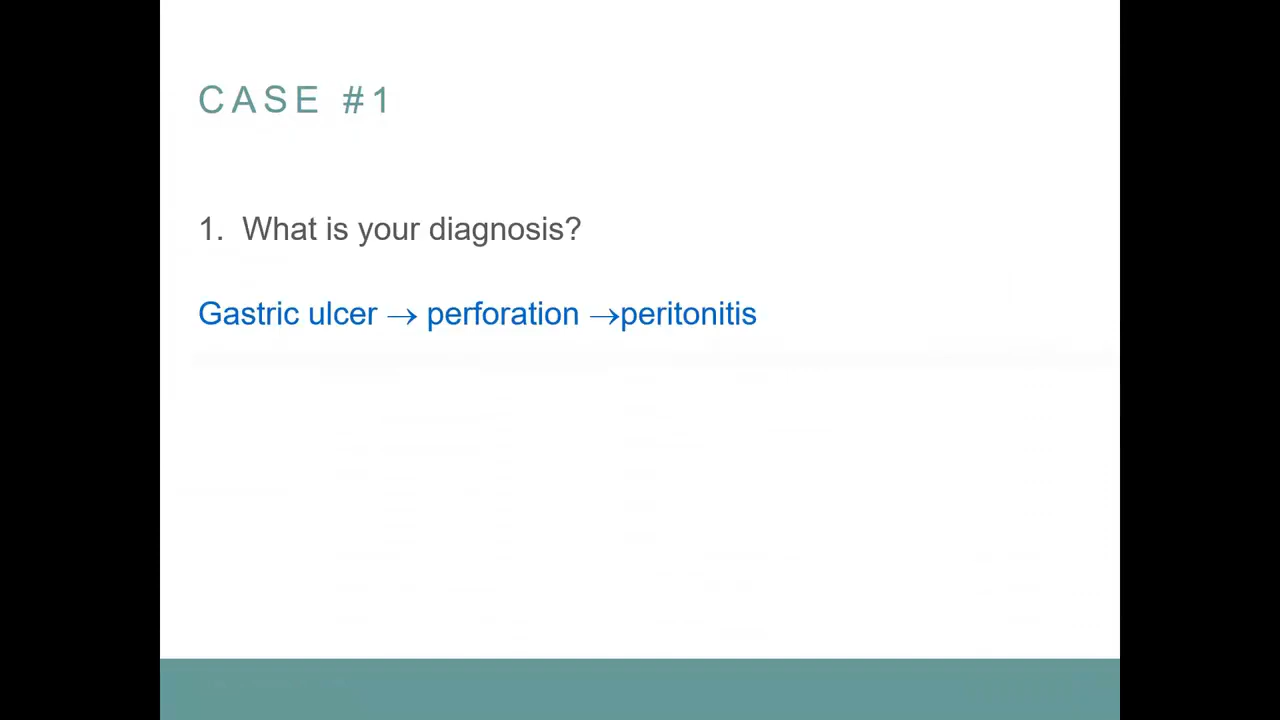 CASE #1
1. What is your diagnosis?
Gastric ulcer → perforation →peritonitis